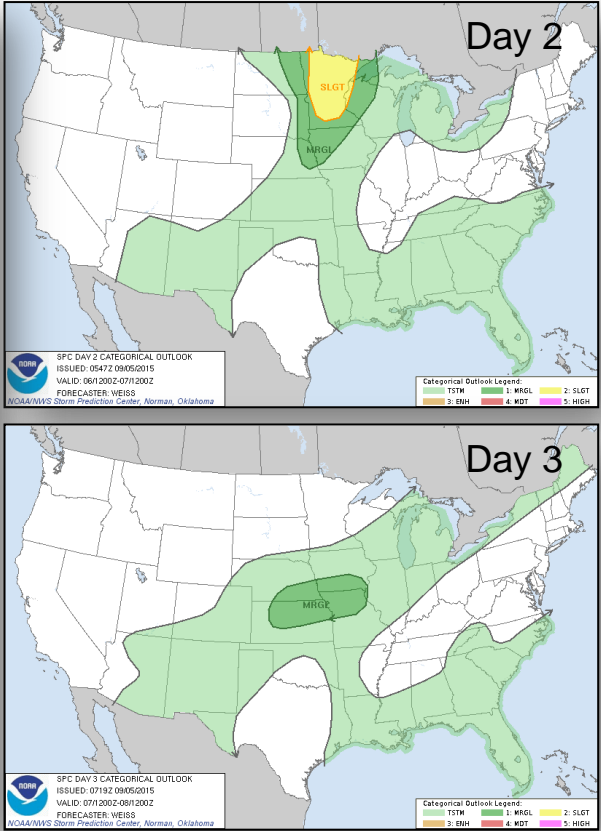 Day 2
SLGT
MRGL
NOAA
SPC DAY 2 CATEGORICAL OUTLOOK
ISSUED: 0547Z 09/05/2015
VALID: 06/1200Z-07/1200Z
FORECASTER: WEISS
NOAA/NWS Storm Prediction Center, Norman, Oklahoma
Categorical Outlook Legend:
TSTM 1: MRGL 2: SLGT
3: ENH 4: MDT 5: HIGH
Day 3
MRGL
NOAA
SPC DAY 3 CATEGORICAL OUTLOOK
ISSUED: 0719Z 09/05/2015
VALID: 07/1200Z-08/1200Z
FORECASTER: WEISS
NOAA/NWS Storm Prediction Center, Norman, Oklahoma
Categorical Outlook Legend:
TSTM 1: MRGL 2: SLGT
3: ENH 4: MDT 5: HIGH